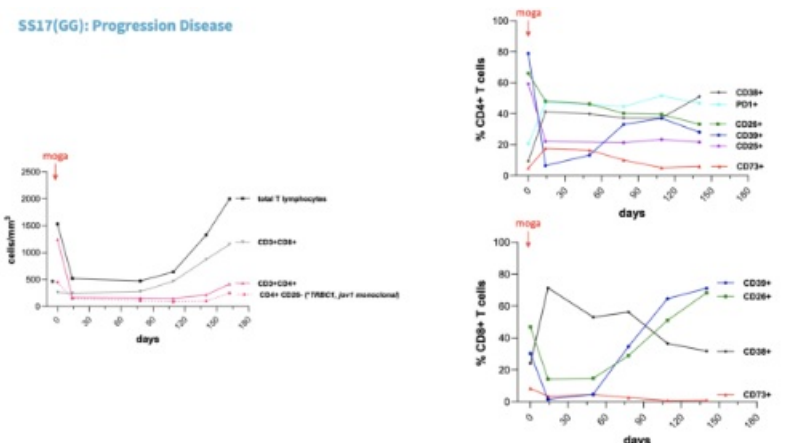 SS17(GG): Progression Disease
moga
2500
2000
1500
1000
500
0
cells/mm³
0 30 60 90 120 150 180
days
total T lymphocytes
CD3+CD8+
CD3+CD4+
CD4+ CD26- (*TRBC1, jov1 monoclonal)
moga
100
80
60
40
20
0
% CD4+ T cells
0 30 60 90 120 150 180
days
CD38+
PD1+
CD26+
CD39+
CD25+
CD73+
moga
100
80
60
40
20
0
% CD8+ T cells
0 30 60 90 120 150 180
days
CD39+
CD26+
CD38+
CD73+